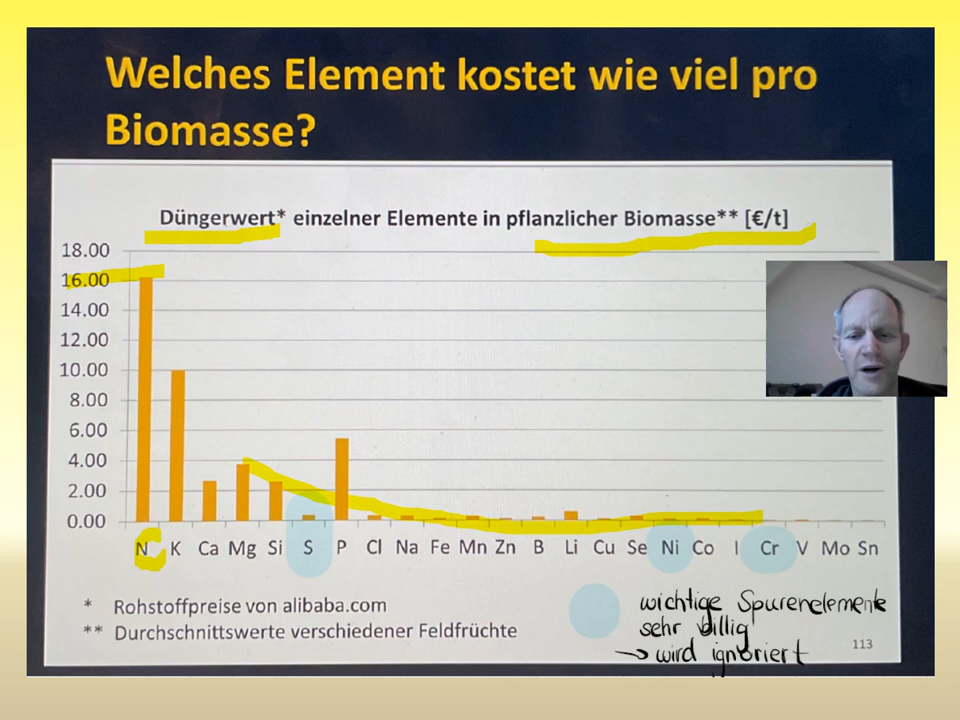 Welches Element kostet wie viel pro
Biomasse?
Düngerwert* einzelner Elemente in pflanzlicher Biomasse** [€/t]
18.00
16.00
14.00
12.00
10.00
8.00
6.00
4.00
2.00
0.00
N K Ca Mg Si S P Cl Na Fe Mn Zn B Li Cu Se Ni Co I Cr V Mo Sn
* Rohstoffpreise von alibaba.com
** Durchschnittswerte verschiedener Feldfrüchte
wichtige Spurenelemente
sehr billig
→ wird ignoriert
113